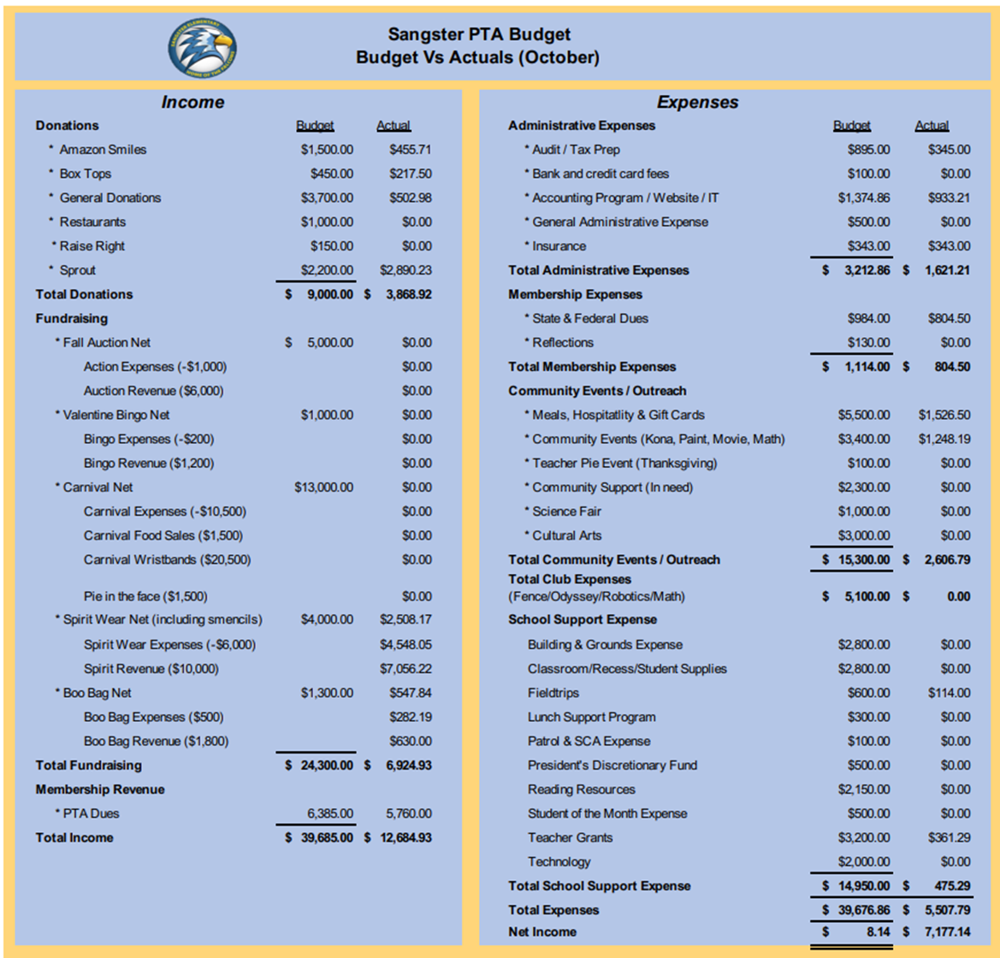 SANGSTER ELEMENTARY
HOME OF THE FALCONS
Sangster PTA Budget
Budget Vs Actuals (October)
Income
Donations Budget Actual
* Amazon Smiles $1,500.00 $455.71
* Box Tops $450.00 $217.50
* General Donations $3,700.00 $502.98
* Restaurants $1,000.00 $0.00
* Raise Right $150.00 $0.00
* Sprout $2,200.00 $2,890.23
Total Donations $ 9,000.00 $ 3,868.92
Fundraising
* Fall Auction Net $ 5,000.00 $0.00
Action Expenses (-$1,000) $0.00
Auction Revenue ($6,000) $0.00
* Valentine Bingo Net $1,000.00 $0.00
Bingo Expenses (-$200) $0.00
Bingo Revenue ($1,200) $0.00
* Carnival Net $13,000.00 $0.00
Carnival Expenses (-$10,500) $0.00
Carnival Food Sales ($1,500) $0.00
Carnival Wristbands ($20,500) $0.00
Pie in the face ($1,500) $0.00
* Spirit Wear Net (including smencils) $4,000.00 $2,508.17
Spirit Wear Expenses (-$6,000) $4,548.05
Spirit Revenue ($10,000) $7,056.22
* Boo Bag Net $1,300.00 $547.84
Boo Bag Expenses ($500) $282.19
Boo Bag Revenue ($1,800) $630.00
Total Fundraising $ 24,300.00 $ 6,924.93
Membership Revenue
* PTA Dues 6,385.00 5,760.00
Total Income $ 39,685.00 $ 12,684.93
Expenses
Administrative Expenses Budget Actual
* Audit / Tax Prep $895.00 $345.00
* Bank and credit card fees $100.00 $0.00
* Accounting Program / Website / IT $1,374.86 $933.21
* General Administrative Expense $500.00 $0.00
* Insurance $343.00 $343.00
Total Administrative Expenses $ 3,212.86 $ 1,621.21
Membership Expenses
* State & Federal Dues $984.00 $804.50
* Reflections $130.00 $0.00
Total Membership Expenses $ 1,114.00 $ 804.50
Community Events / Outreach
* Meals, Hospitatlity & Gift Cards $5,500.00 $1,526.50
* Community Events (Kona, Paint, Movie, Math) $3,400.00 $1,248.19
* Teacher Pie Event (Thanksgiving) $100.00 $0.00
* Community Support (In need) $2,300.00 $0.00
* Science Fair $1,000.00 $0.00
* Cultural Arts $3,000.00 $0.00
Total Community Events / Outreach $ 15,300.00 $ 2,606.79
Total Club Expenses
(Fence/Odyssey/Robotics/Math) $ 5,100.00 $ 0.00
School Support Expense
Building & Grounds Expense $2,800.00 $0.00
Classroom/Recess/Student Supplies $2,800.00 $0.00
Fieldtrips $600.00 $114.00
Lunch Support Program $300.00 $0.00
Patrol & SCA Expense $100.00 $0.00
President's Discretionary Fund $500.00 $0.00
Reading Resources $2,150.00 $0.00
Student of the Month Expense $500.00 $0.00
Teacher Grants $3,200.00 $361.29
Technology $2,000.00 $0.00
Total School Support Expense $ 14,950.00 $ 475.29
Total Expenses $ 39,676.86 $ 5,507.79
Net Income $ 8.14 $ 7,177.14